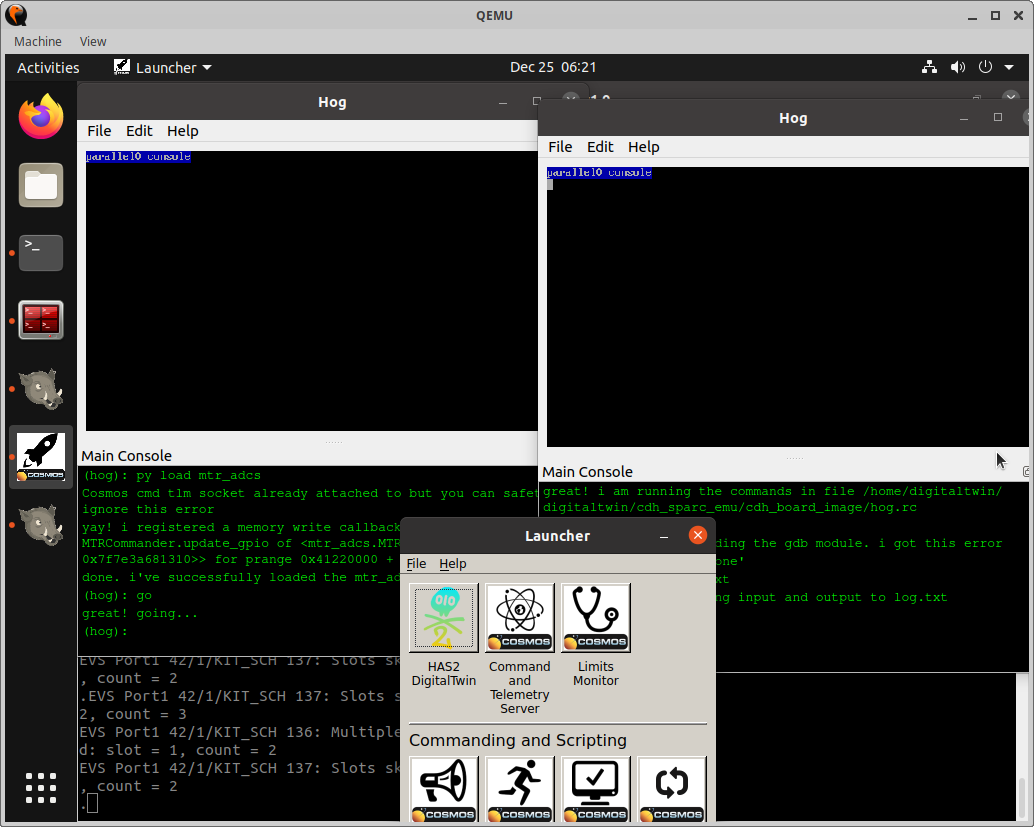 QEMU
Machine View
Activities
Launcher
Dec 25 06:21
Hog
File Edit Help
parallel0 console
Main Console
(hog): py load mtr_adcs
Cosmos cmd tlm socket already attached to but you can safet
ignore this error
yay! i registered a memory write callback
MTRCommander.update_gpio of <mtr_adcs.MTR
0x7f7e3a681310>> for prange 0x41220000 +
done. i've successfully loaded the mtr_ad
(hog): go
great! going...
(hog):
Hog
File Edit Help
parallel0 console
Main Console
great! i am running the commands in file /home/digitaltwin/
digitaltwin/cdh_sparc_emu/cdh_board_image/hog.rc
ding the gdb module. i got this error
one'
xt
ng input and output to log.txt
EVS Port1 42/1/KIT_SCH 137: Slots sk
, count = 2
.EVS Port1 42/1/KIT_SCH 137: Slots s
2, count = 3
EVS Port1 42/1/KIT_SCH 136: Multiple
d: slot = 1, count = 2
EVS Port1 42/1/KIT_SCH 137: Slots sk
, count = 2
.
Launcher
File Help
COSMOS
COSMOS
HAS2
DigitalTwin
Command
and
Telemetry
Server
Limits
Monitor
Commanding and Scripting
COSMOS
COSMOS
COSMOS
COSMOS
COSMOS